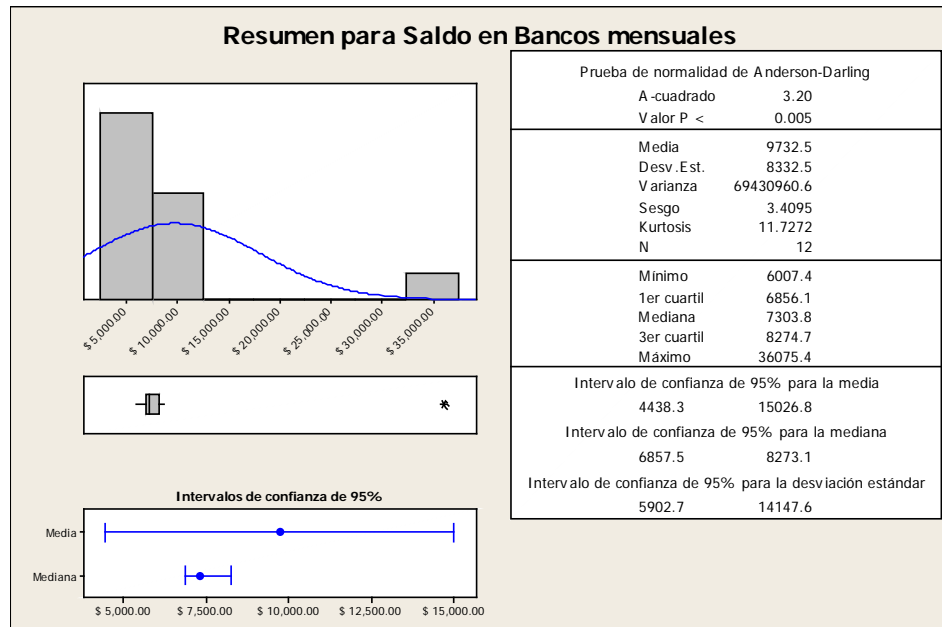 Resumen para Saldo en Bancos mensuales
$ 5,000.00
$ 10,000.00
$ 15,000.00
$ 20,000.00
$ 25,000.00
$ 30,000.00
$ 35,000.00
Intervalos de confianza de 95%
Media
Mediana
$ 5,000.00 $ 7,500.00 $ 10,000.00 $ 12,500.00 $ 15,000.00
Prueba de normalidad de Anderson-Darling
A-cuadrado 3.20
Valor P < 0.005
Media 9732.5
Desv.Est. 8332.5
Varianza 69430960.6
Sesgo 3.4095
Kurtosis 11.7272
N 12
Mínimo 6007.4
1er cuartil 6856.1
Mediana 7303.8
3er cuartil 8274.7
Máximo 36075.4
Intervalo de confianza de 95% para la media
4438.3 15026.8
Intervalo de confianza de 95% para la mediana
6857.5 8273.1
Intervalo de confianza de 95% para la desviación estándar
5902.7 14147.6